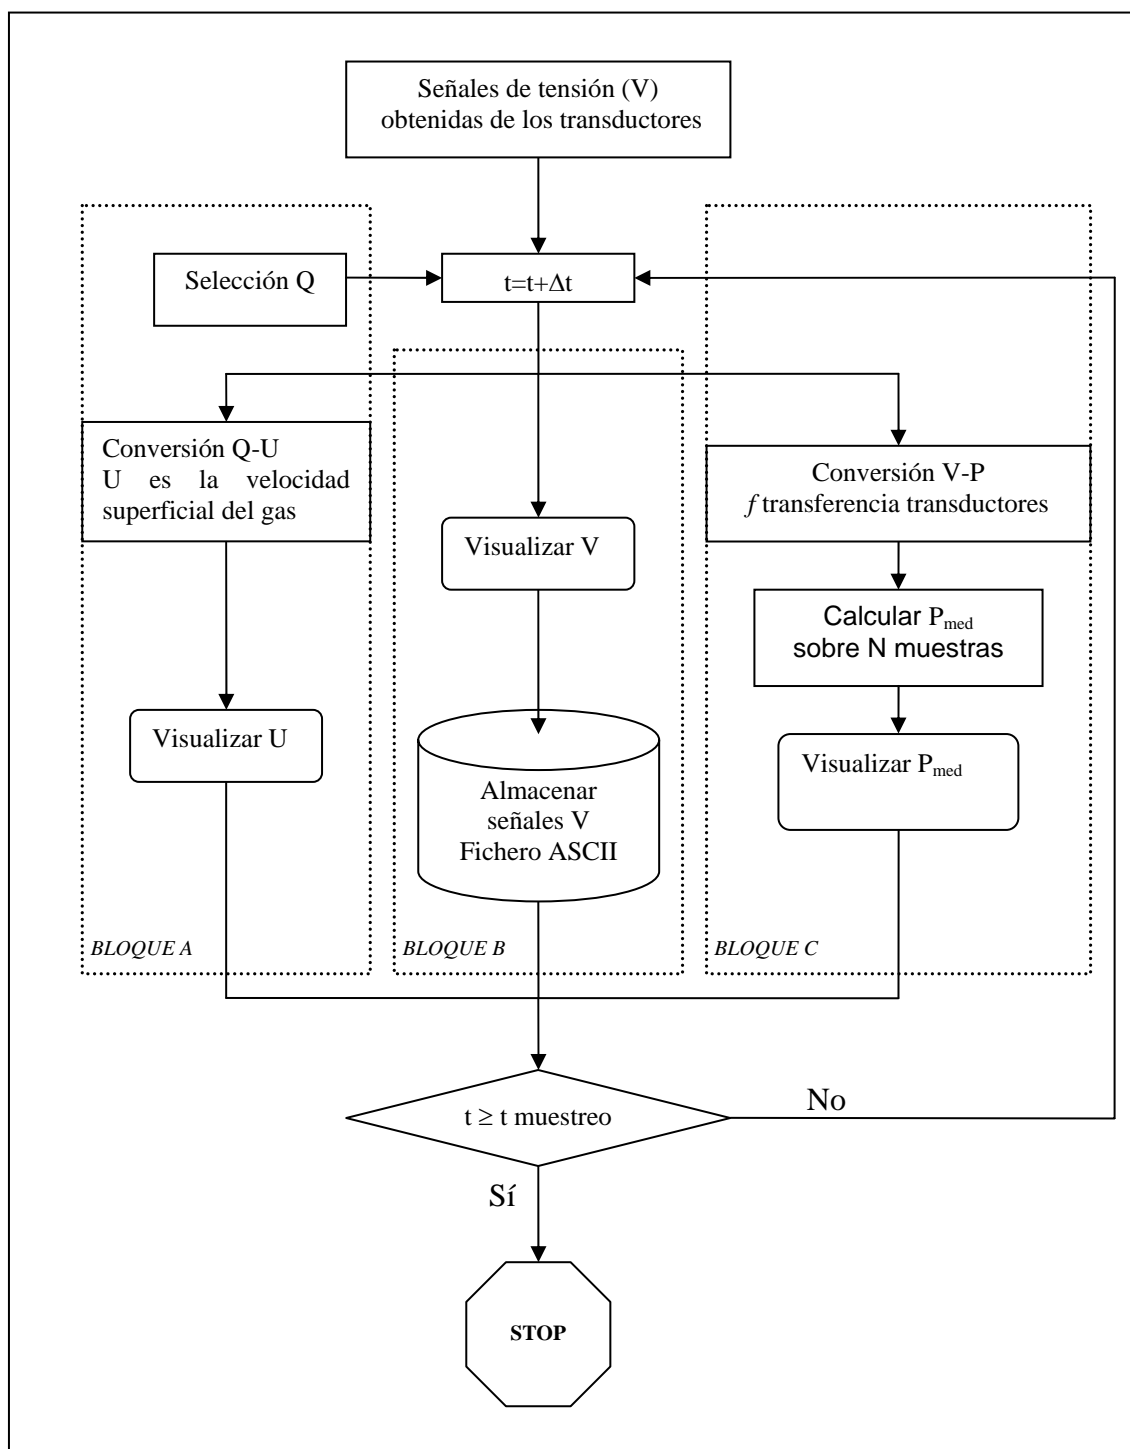 Señales de tensión (V)
obtenidas de los transductores
Selección Q
t=t+Δt
Conversión Q-U
U es la velocidad
superficial del gas
Visualizar V
Conversión V-P
f transferencia transductores
Calcular Pmed
sobre N muestras
Visualizar U
Almacenar
señales V
Fichero ASCII
Visualizar Pmed
BLOQUE A
BLOQUE B
BLOQUE C
t ≥ t muestreo
No
Sí
STOP